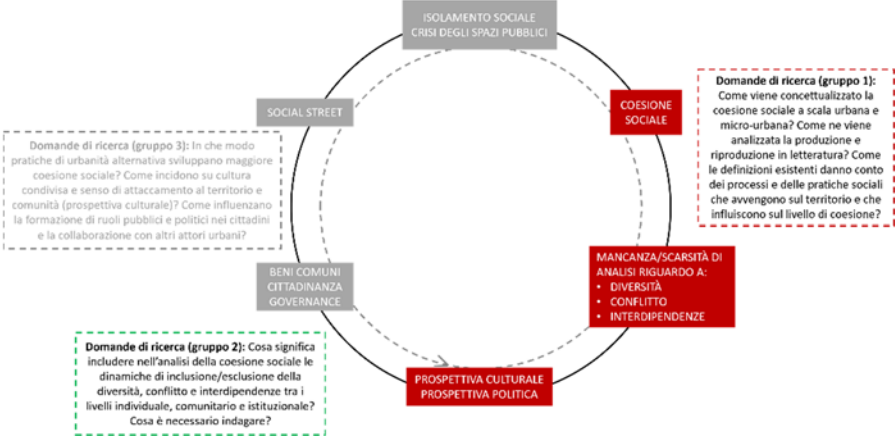 ISOLAMENTO SOCIALE
CRISI DEGLI SPAZI PUBBLICI
COESIONE
SOCIALE
Domande di ricerca (gruppo 1):
Come viene concettualizzato la
coesione sociale a scala urbana e
micro-urbana? Come ne viene
analizzata la produzione e
riproduzione in letteratura? Come
le definizioni esistenti danno conto
dei processi e delle pratiche sociali
che avvengono sul territorio e che
influiscono sul livello di coesione?
MANCANZA/SCARSITÀ DI
ANALISI RIGUARDO A:
• DIVERSITÀ
• CONFLITTO
• INTERDIPENDENZE
PROSPETTIVA CULTURALE
PROSPETTIVA POLITICA
Domande di ricerca (gruppo 2): Cosa significa
includere nell'analisi della coesione sociale le
dinamiche di inclusione/esclusione della
diversità, conflitto e interdipendenze tra i
livelli individuale, comunitario e istituzionale?
Cosa è necessario indagare?
BENI COMUNI
CITTADINANZA
GOVERNANCE
Domande di ricerca (gruppo 3): In che modo
pratiche di urbanità alternativa sviluppano maggiore
coesione sociale? Come incidono su cultura
condivisa e senso di attaccamento al territorio e
comunità (prospettiva culturale)? Come influenzano
la formazione di ruoli pubblici e politici nei cittadini
e la collaborazione con altri attori urbani?
SOCIAL STREET